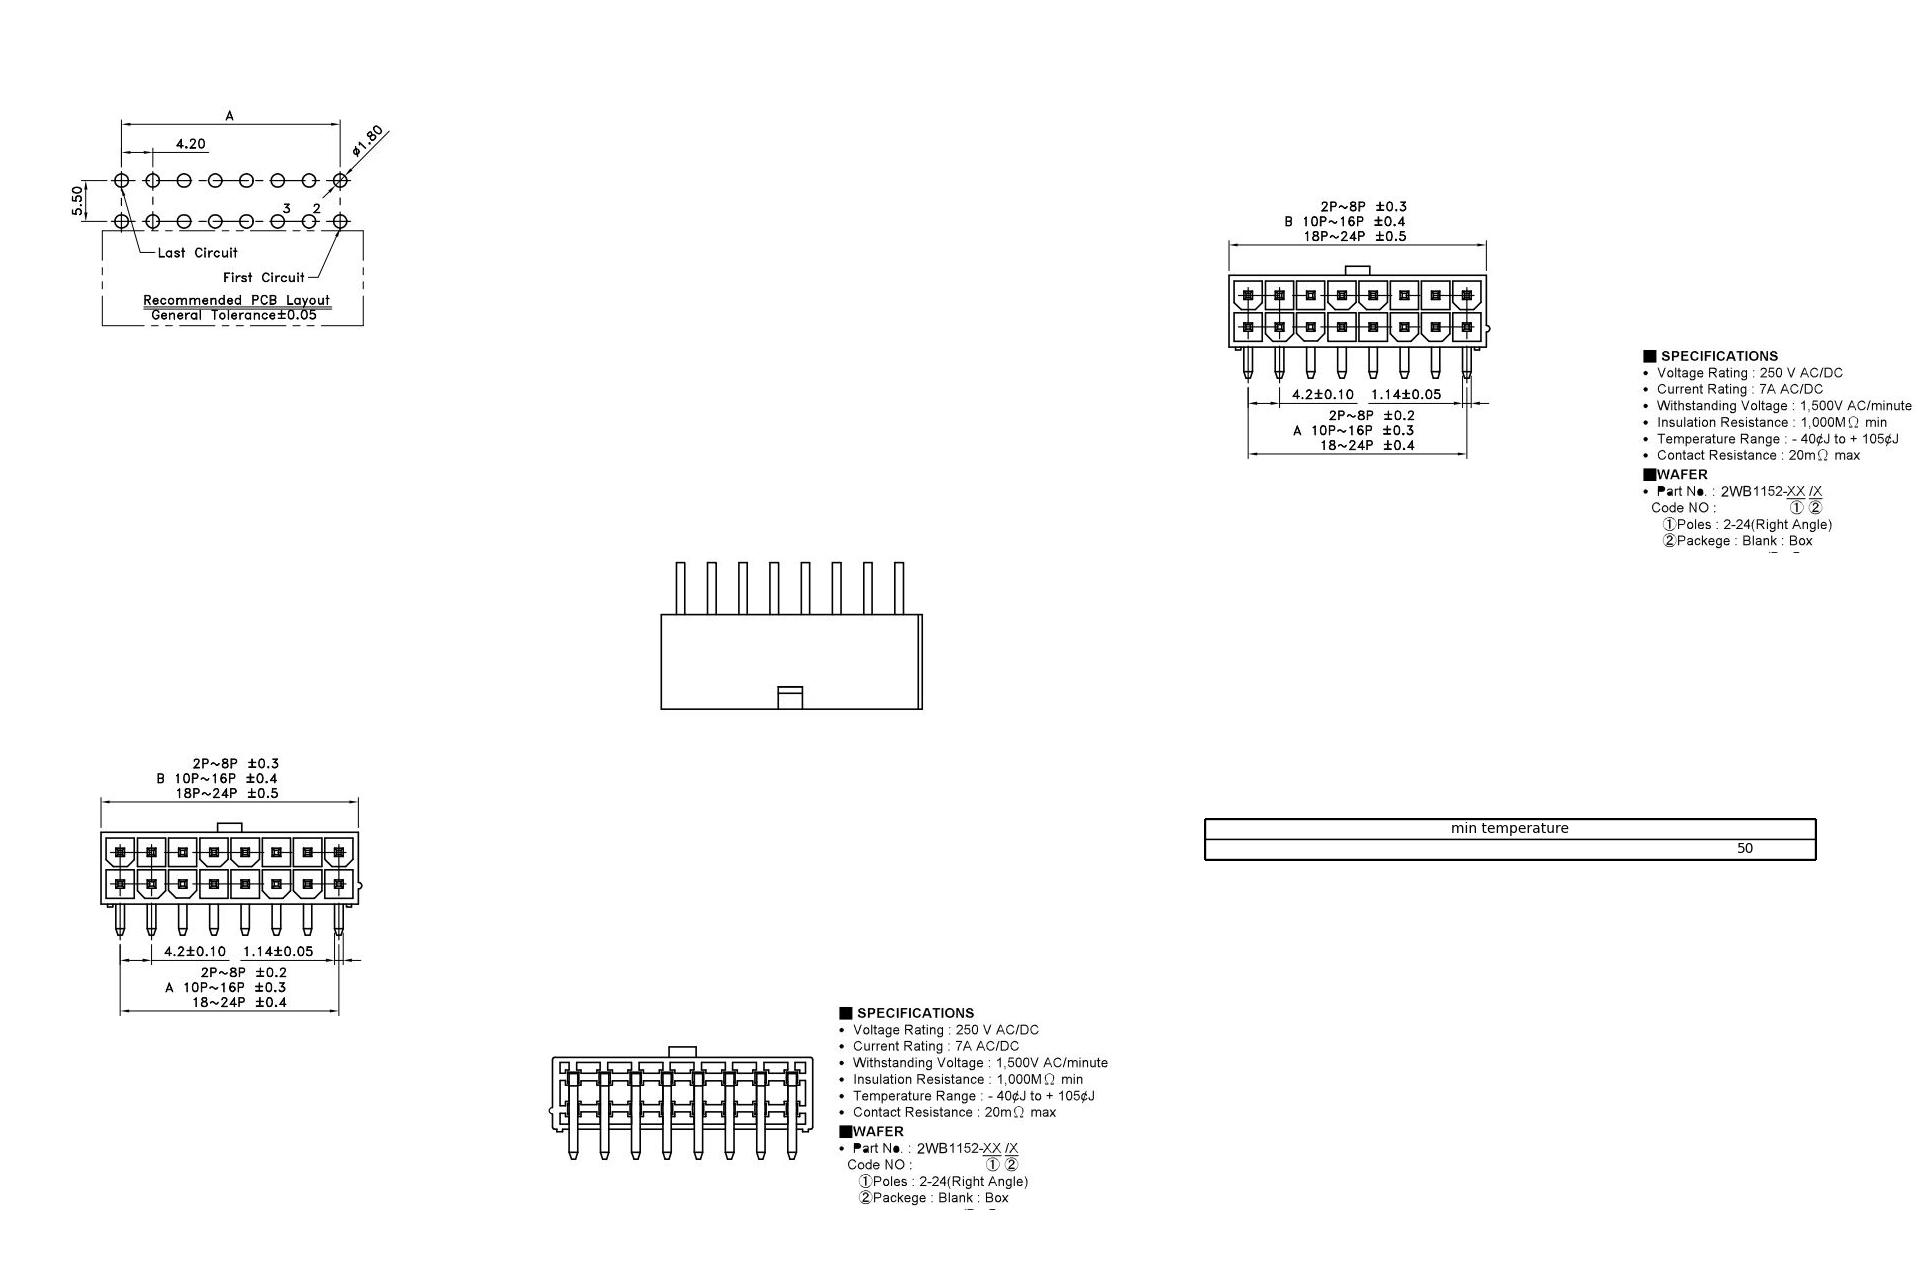 A
4.20
ø1.80
5.50
3 2
Last Circuit
First Circuit
Recommended PCB Layout
General Tolerance±0.05
2P~8P ±0.3
B 10P~16P ±0.4
18P~24P ±0.5
4.2±0.10 1.14±0.05
2P~8P ±0.2
A 10P~16P ±0.3
18~24P ±0.4
■ SPECIFICATIONS
• Voltage Rating : 250 V AC/DC
• Current Rating : 7A AC/DC
• Withstanding Voltage : 1,500V AC/minute
• Insulation Resistance : 1,000MΩ min
• Temperature Range : - 40¢J to + 105¢J
• Contact Resistance : 20mΩ max
■WAFER
• Part No. : 2WB1152-XX /X
Code NO : ① ②
①Poles : 2-24(Right Angle)
②Packege : Blank : Box
2P~8P ±0.3
B 10P~16P ±0.4
18P~24P ±0.5
4.2±0.10 1.14±0.05
2P~8P ±0.2
A 10P~16P ±0.3
18~24P ±0.4
min temperature
50
■ SPECIFICATIONS
• Voltage Rating : 250 V AC/DC
• Current Rating : 7A AC/DC
• Withstanding Voltage : 1,500V AC/minute
• Insulation Resistance : 1,000MΩ min
• Temperature Range : - 40¢J to + 105¢J
• Contact Resistance : 20mΩ max
■WAFER
• Part No. : 2WB1152-XX /X
Code NO : ① ②
①Poles : 2-24(Right Angle)
②Packege : Blank : Box